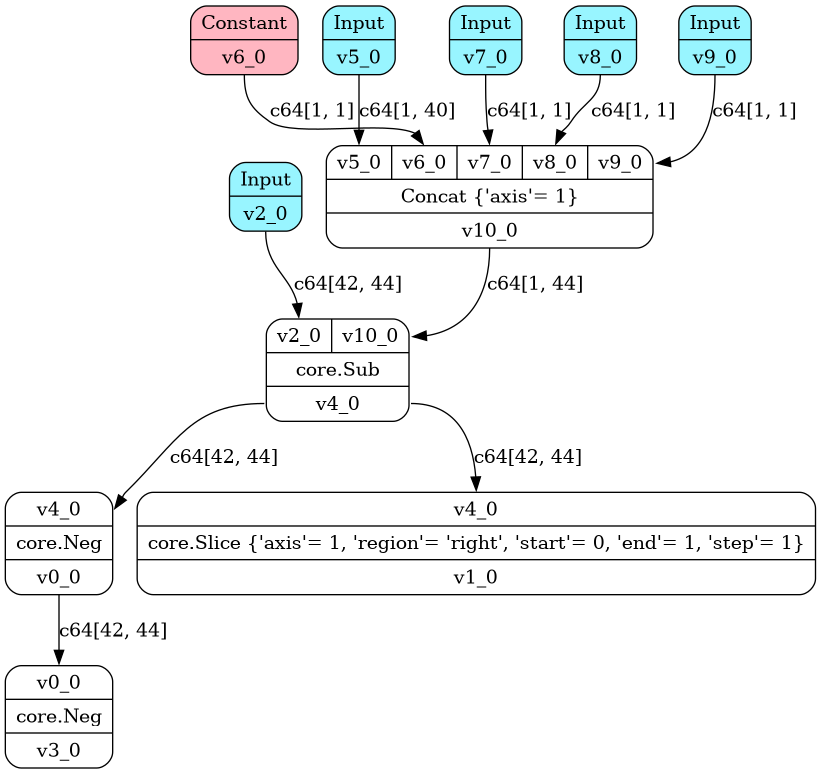 Constant
v6_0
Input
v5_0
Input
v7_0
Input
v8_0
Input
v9_0
c64[1, 1]
c64[1, 40]
c64[1, 1]
c64[1, 1]
c64[1, 1]
Input
v2_0
v5_0 v6_0 v7_0 v8_0 v9_0
Concat {'axis'= 1}
v10_0
c64[42, 44]
c64[1, 44]
v2_0 v10_0
core.Sub
v4_0
c64[42, 44]
c64[42, 44]
v4_0
core.Neg
v0_0
v4_0
core.Slice {'axis'= 1, 'region'= 'right', 'start'= 0, 'end'= 1, 'step'= 1}
v1_0
c64[42, 44]
v0_0
core.Neg
v3_0